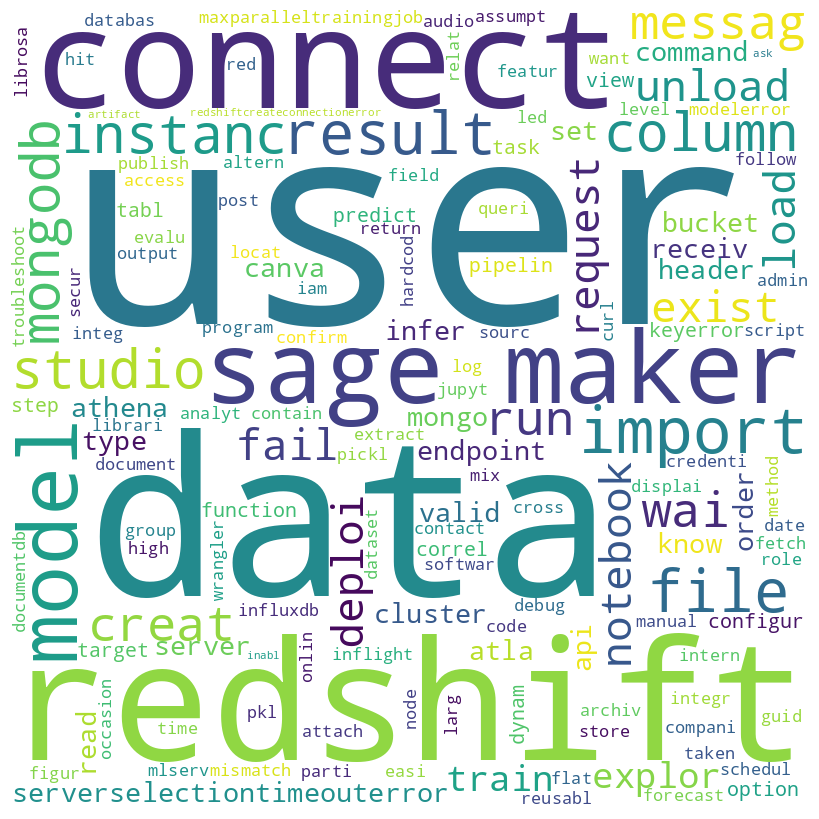 databas maxparalleltrainingjob audio assumpt messag
librosa hit red connect relat featur want ask
view command unload level modelerror
artifact redshiftcreateconnectionerror led
mongodb instanc result task set column
publish altern field request follow
access post predict return queri bucket load
tabl evalu user receiv
troubleshoot output locat canva iam hardcod pipelin header admin
secur integ program confirm infer sourc curl exist keyerror script
studio sage maker log jupyt
step athena analyt contain mongo run import
librari type fail extract pickl endpoint credenti
model document data mix notebook displai wai order method
group function dataset valid contact cross know date
high wrangler deploi correl softwar fetch role
documentdb creat influxdb cluster debug file
target server code api manual configur
inabl onlin inflight atla intern
redshift
occasion read time pkl attach node larg dynam archiv store integr compani guid
figur mlserv mismatch parti easi train flat explor taken schedul
serverselectiontimeouterror reusabl forecast option